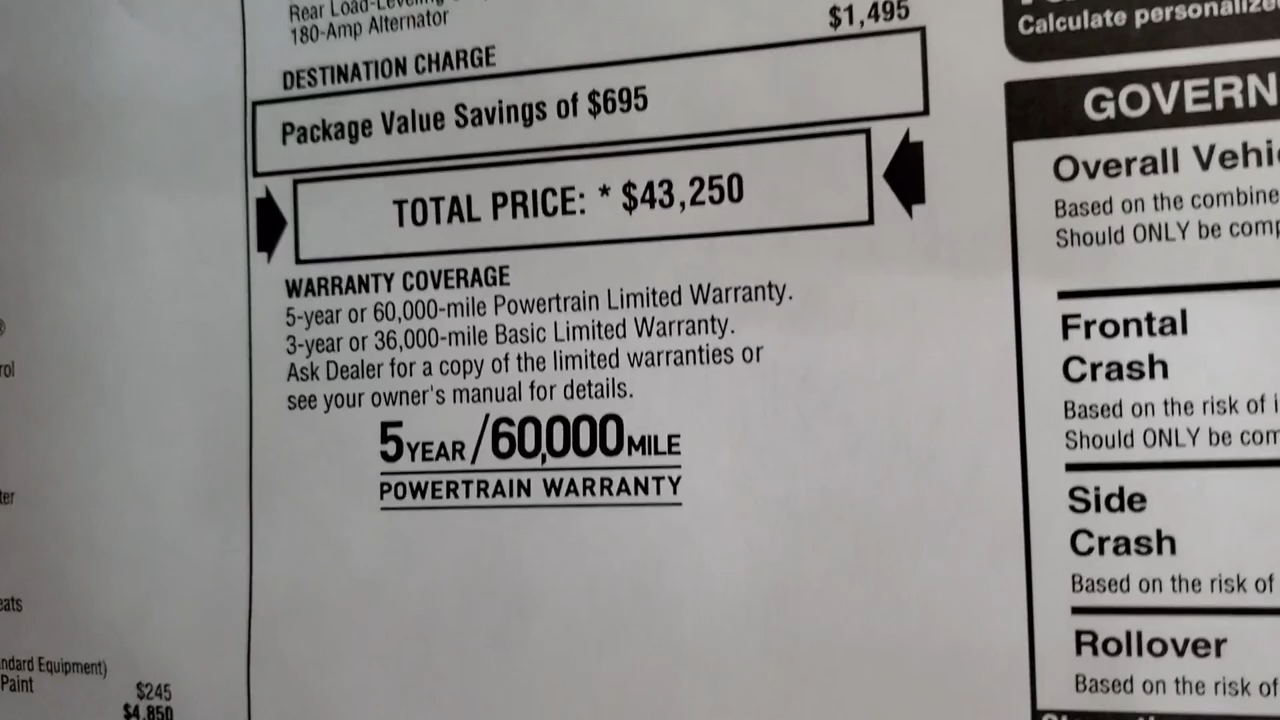 Rear Load-Leveling
180-Amp Alternator
DESTINATION CHARGE $1,495
Package Value Savings of $695
TOTAL PRICE: * $43,250
WARRANTY COVERAGE
5-year or 60,000-mile Powertrain Limited Warranty.
3-year or 36,000-mile Basic Limited Warranty.
Ask Dealer for a copy of the limited warranties or
see your owner's manual for details.
5 YEAR / 60,000 MILE
POWERTRAIN WARRANTY
®
rol
ter
eats
ndard Equipment)
Paint $245
$4,850
Calculate personalize
GOVERN
Overall Vehi
Based on the combine
Should ONLY be comp
Frontal
Crash
Based on the risk of i
Should ONLY be com
Side
Crash
Based on the risk of
Rollover
Based on the risk of